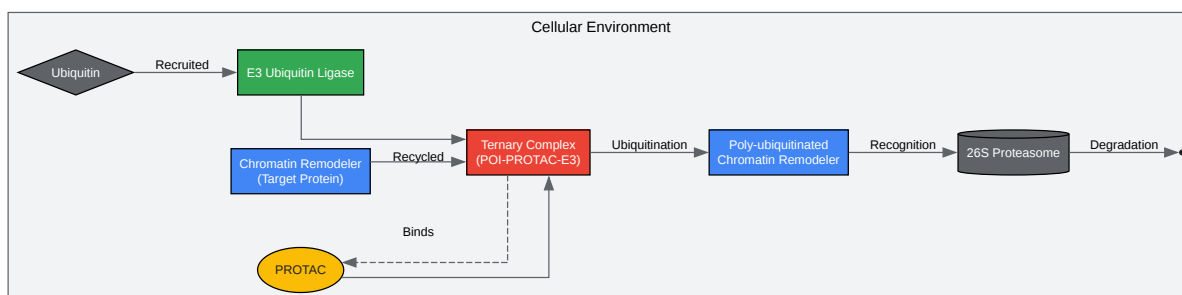 Cellular Environment
Ubiquitin
Recruited
E3 Ubiquitin Ligase
Chromatin Remodeler
(Target Protein)
Recycled
Ternary Complex
(POI-PROTAC-E3)
Ubiquitination
Poly-ubiquitinated
Chromatin Remodeler
Recognition
26S Proteasome
Degradation
Binds
PROTAC